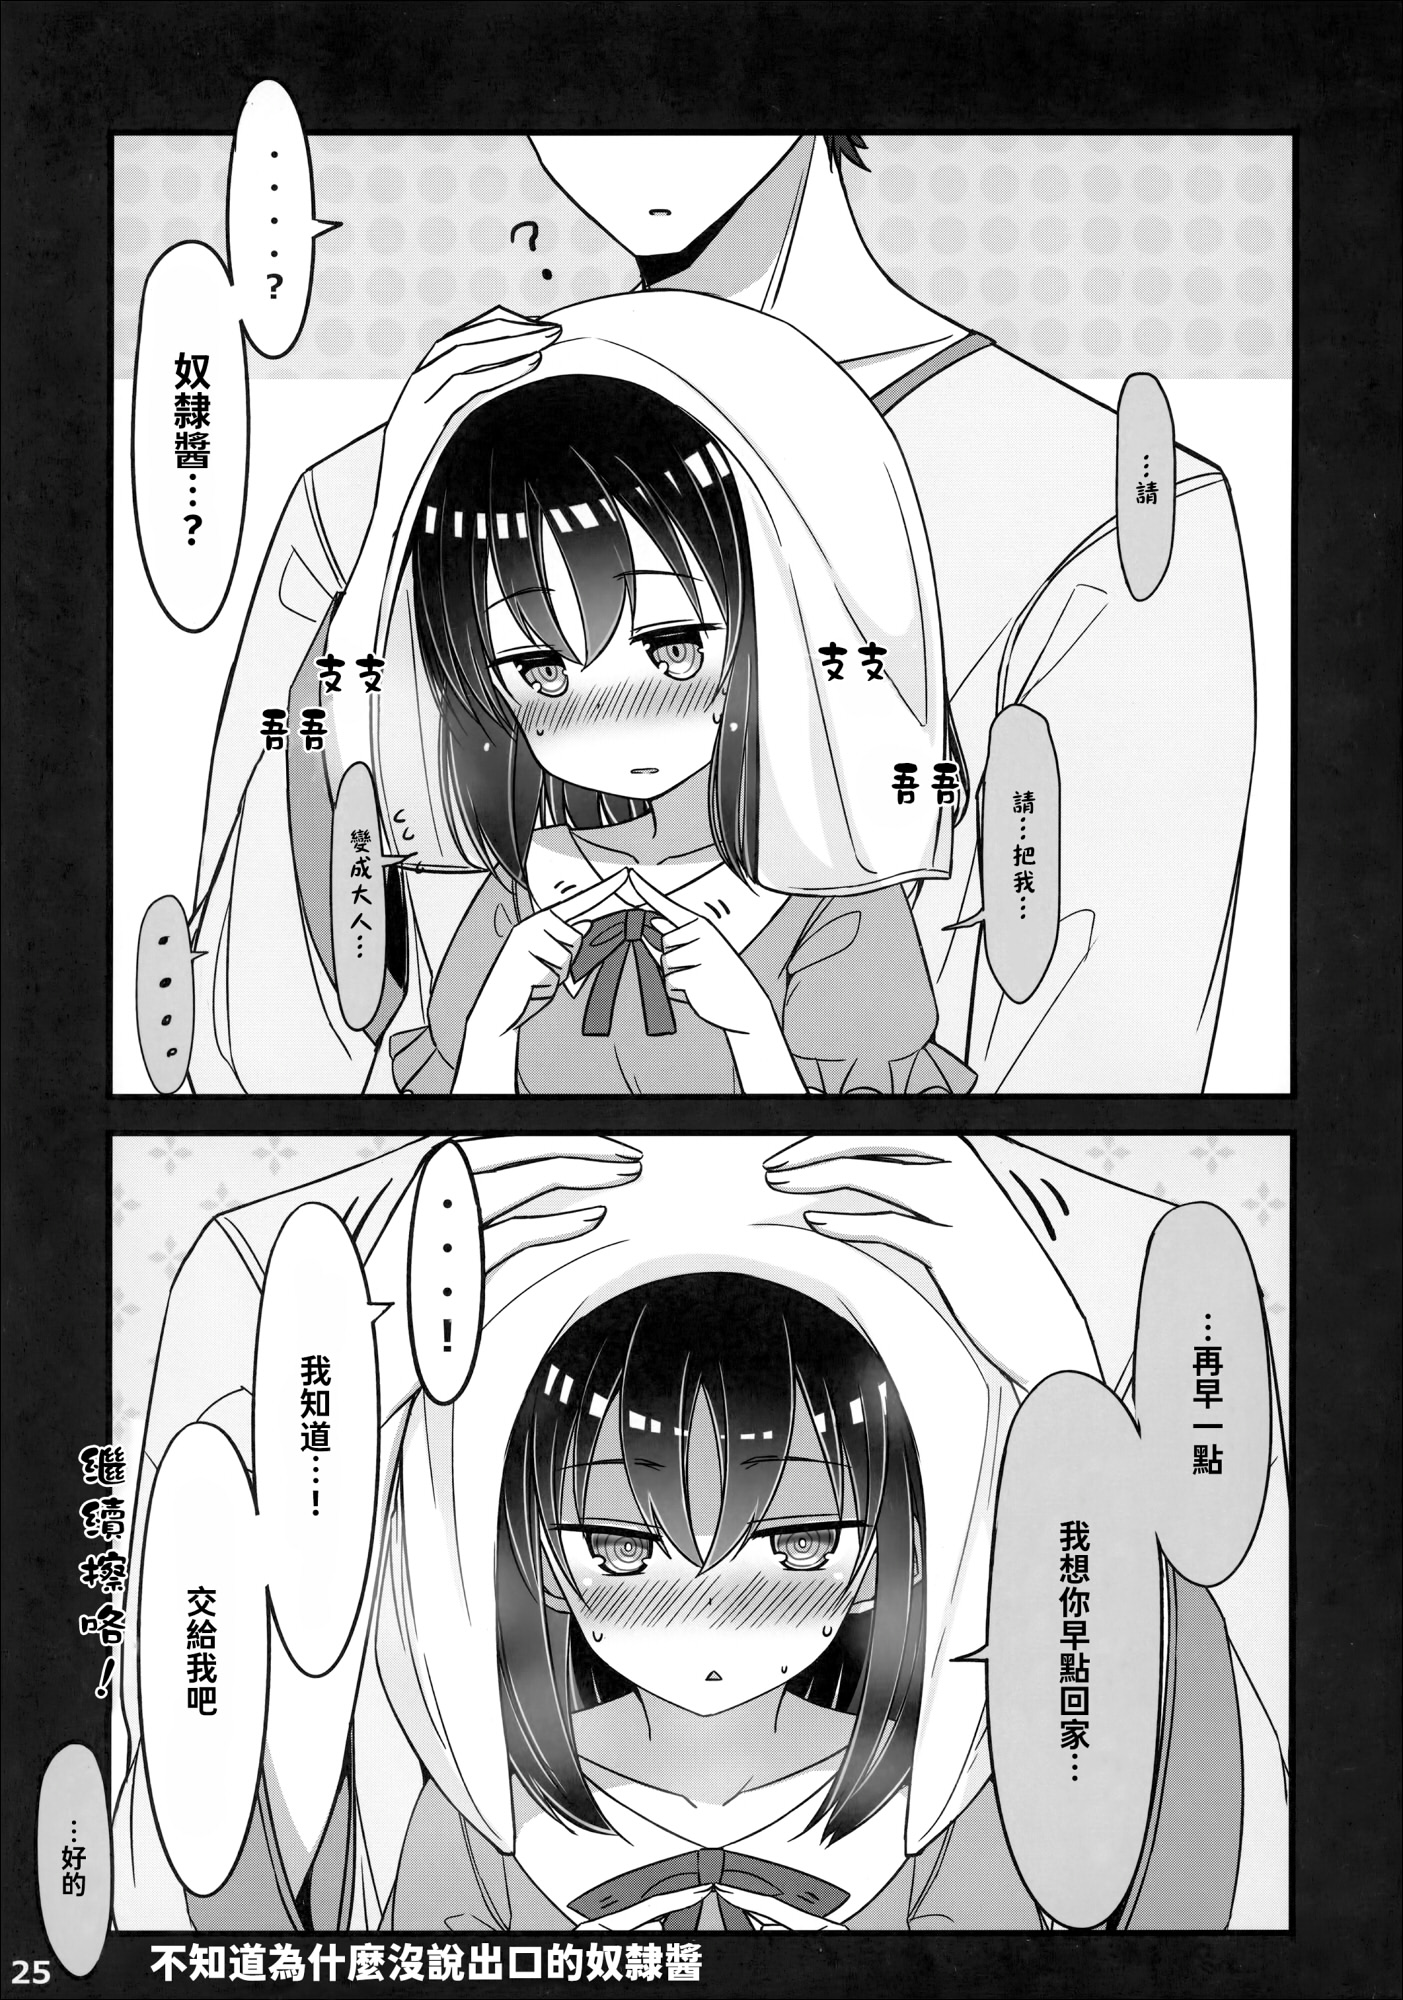 …請
請…把我…
支支
吾吾
?
支支
吾吾
變成大人…
・・・・
・・・・?
奴隸醬…?
…再早一點
我想你早點回家…
・・・・!
我知道…!
交給我吧
繼續擦咯!
…好的
不知道為什麼沒說出口的奴隸醬
25